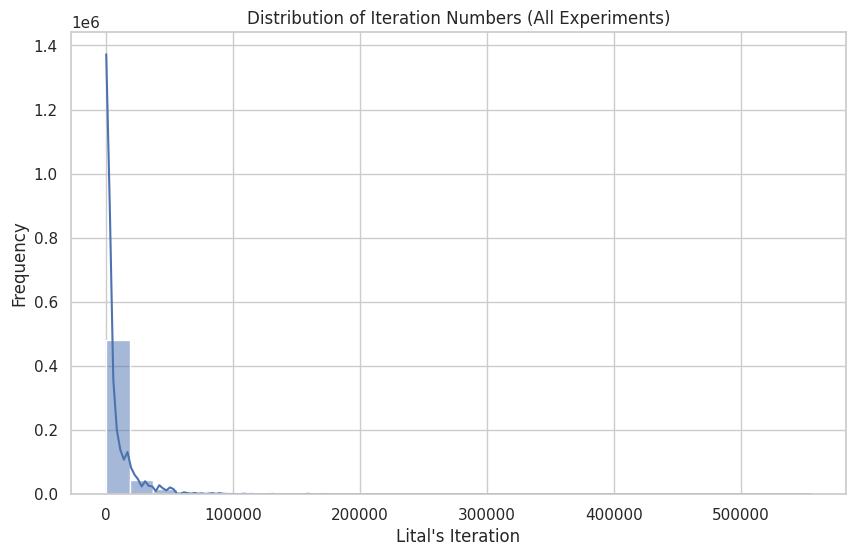 Distribution of Iteration Numbers (All Experiments)
1e6
1.4
1.2
1.0
0.8
0.6
0.4
0.2
0.0
Frequency
0 100000 200000 300000 400000 500000
Lital's Iteration